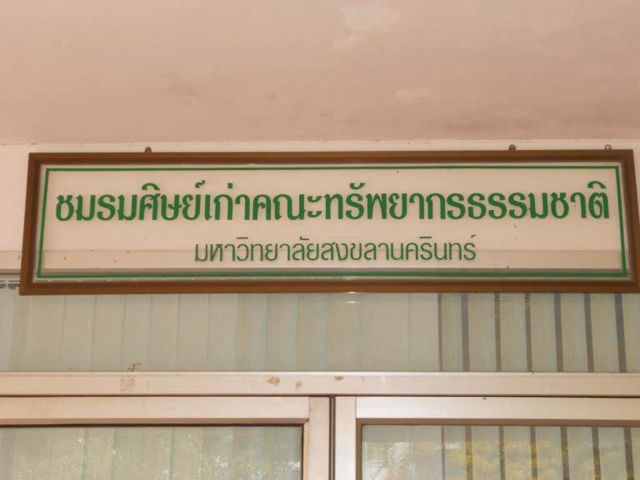 ชมรมศิษย์เก่าคณะทรัพยากรธรรมชาติ
มหาวิทยาลัยสงขลานครินทร์